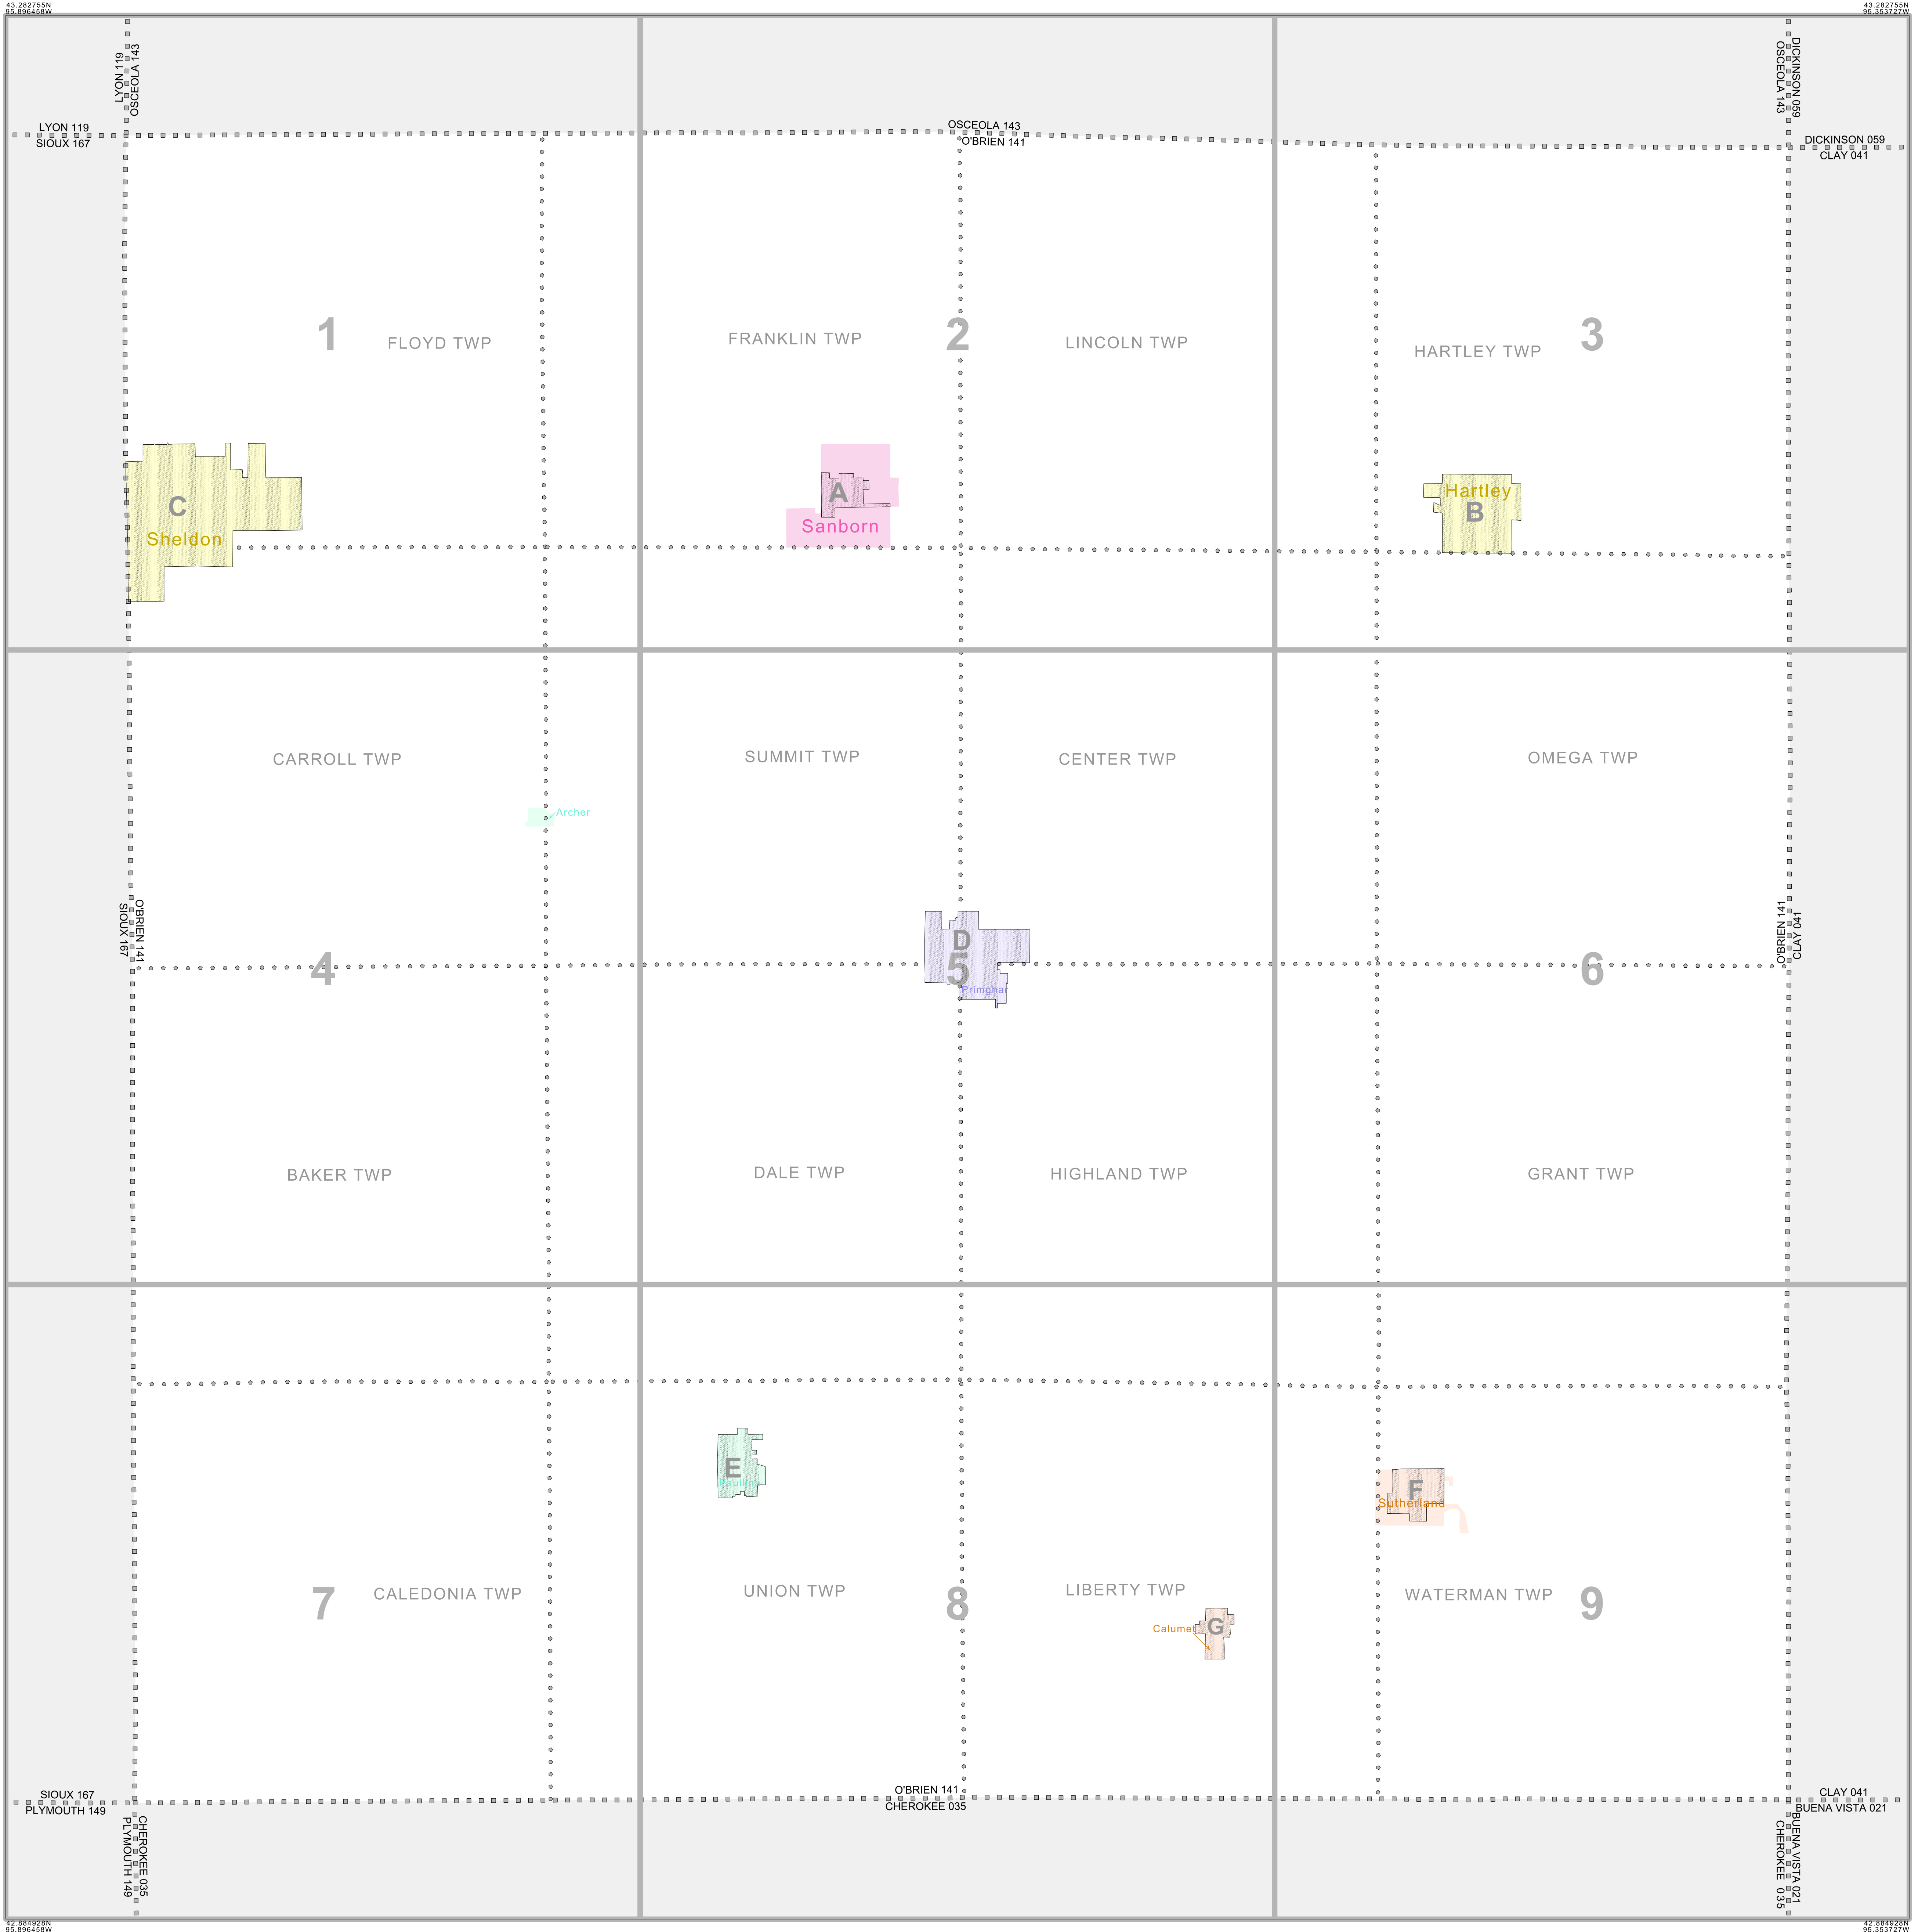 43.282755N
95.896458W
43.282755N
95.353727W
LYON 119
OSCEOLA 143
OSCEOLA 143
DICKINSON 059
LYON 119
SIOUX 167
OSCEOLA 143
O'BRIEN 141
DICKINSON 059
CLAY 041
1
FLOYD TWP
FRANKLIN TWP
2
LINCOLN TWP
HARTLEY TWP
3
C
Sheldon
A
Sanborn
Hartley
B
CARROLL TWP
SUMMIT TWP
CENTER TWP
OMEGA TWP
Archer
SIOUX 167
O'BRIEN 141
O'BRIEN 141
CLAY 041
4
D
5
Primghar
6
BAKER TWP
DALE TWP
HIGHLAND TWP
GRANT TWP
E
Paullina
F
Sutherland
7
CALEDONIA TWP
UNION TWP
8
LIBERTY TWP
WATERMAN TWP
9
Calumet
G
SIOUX 167
PLYMOUTH 149
O'BRIEN 141
CHEROKEE 035
CLAY 041
BUENA VISTA 021
PLYMOUTH 149
CHEROKEE 035
CHEROKEE 035
BUENA VISTA 021
42.884928N
95.896458W
42.884928N
95.353727W